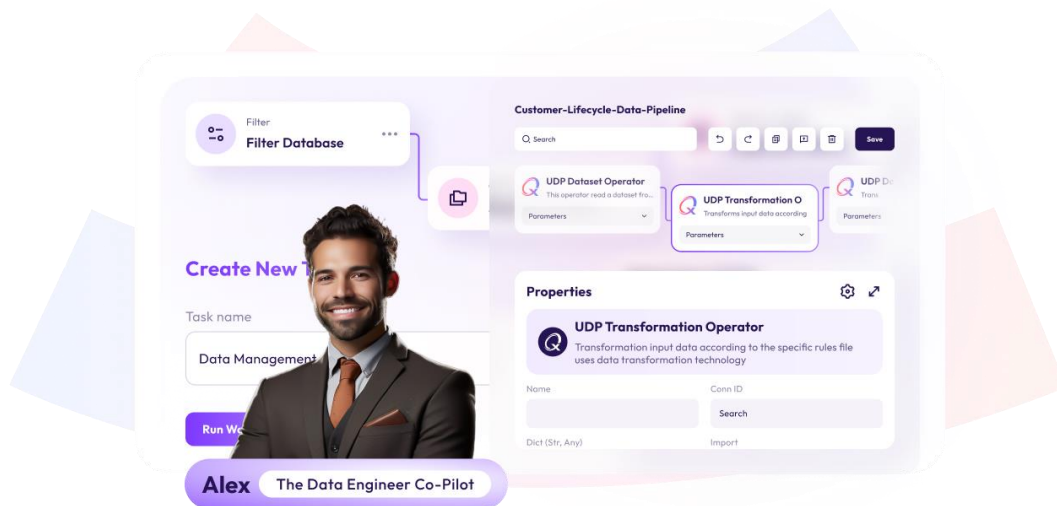 Filter
Filter Database
Create New
Task name
Data Management
Run
Alex
The Data Engineer Co-Pilot
Customer-Lifecycle-Data-Pipeline
Search
Save
UDP Dataset Operator
This operator read a dataset fro...
Parameters
UDP Transformation O
Transforms input data according
Parameters
UDP
Trans
Parameters
Properties
UDP Transformation Operator
Transformation input data according to the specific rules file
uses data transformation technology
Name
Conn ID
Search
Dict (Str, Any)
Import